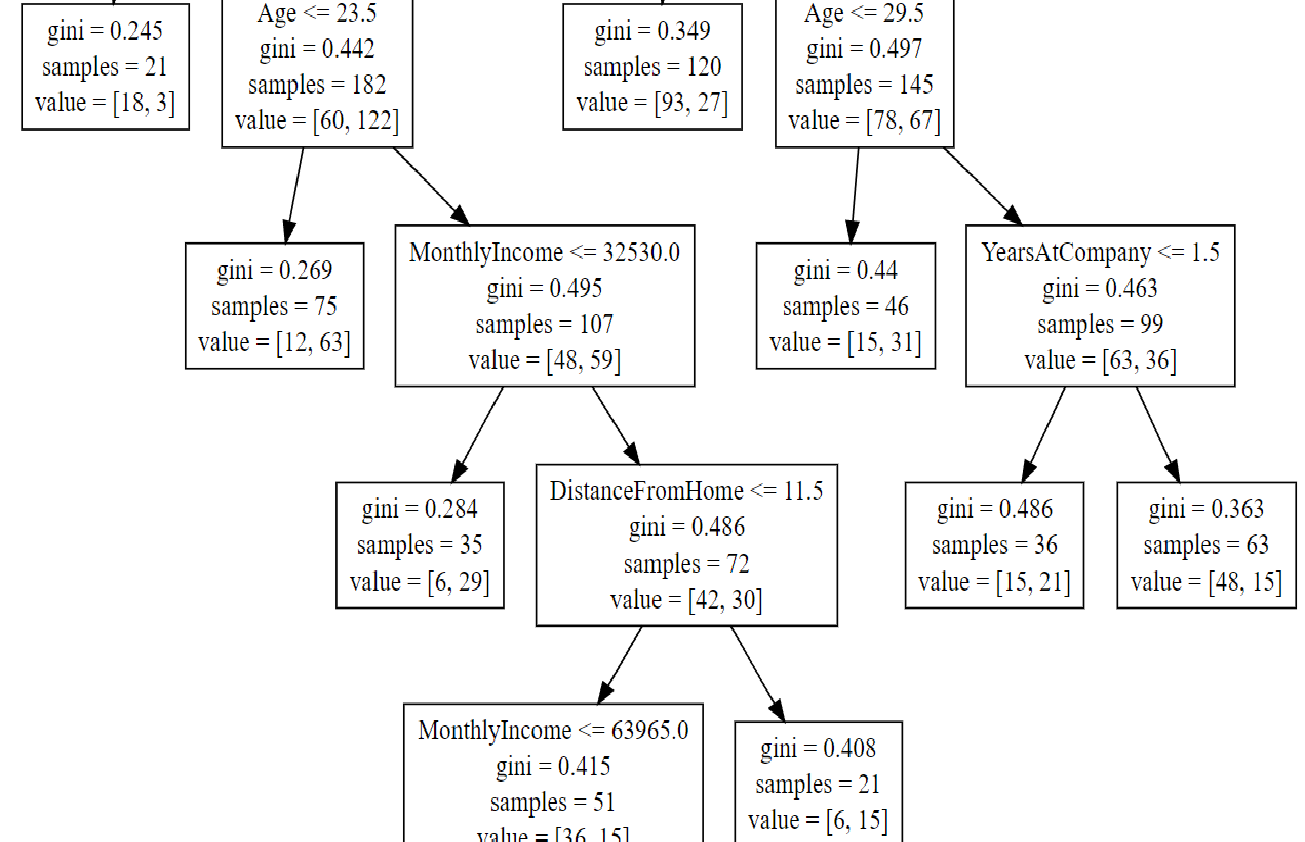 gini = 0.245
samples = 21
value = [18, 3]
Age <= 23.5
gini = 0.442
samples = 182
value = [60, 122]
gini = 0.349
samples = 120
value = [93, 27]
Age <= 29.5
gini = 0.497
samples = 145
value = [78, 67]
gini = 0.269
samples = 75
value = [12, 63]
MonthlyIncome <= 32530.0
gini = 0.495
samples = 107
value = [48, 59]
gini = 0.44
samples = 46
value = [15, 31]
YearsAtCompany <= 1.5
gini = 0.463
samples = 99
value = [63, 36]
gini = 0.284
samples = 35
value = [6, 29]
DistanceFromHome <= 11.5
gini = 0.486
samples = 72
value = [42, 30]
gini = 0.486
samples = 36
value = [15, 21]
gini = 0.363
samples = 63
value = [48, 15]
MonthlyIncome <= 63965.0
gini = 0.415
samples = 51
value = [36, 15]
gini = 0.408
samples = 21
value = [6, 15]